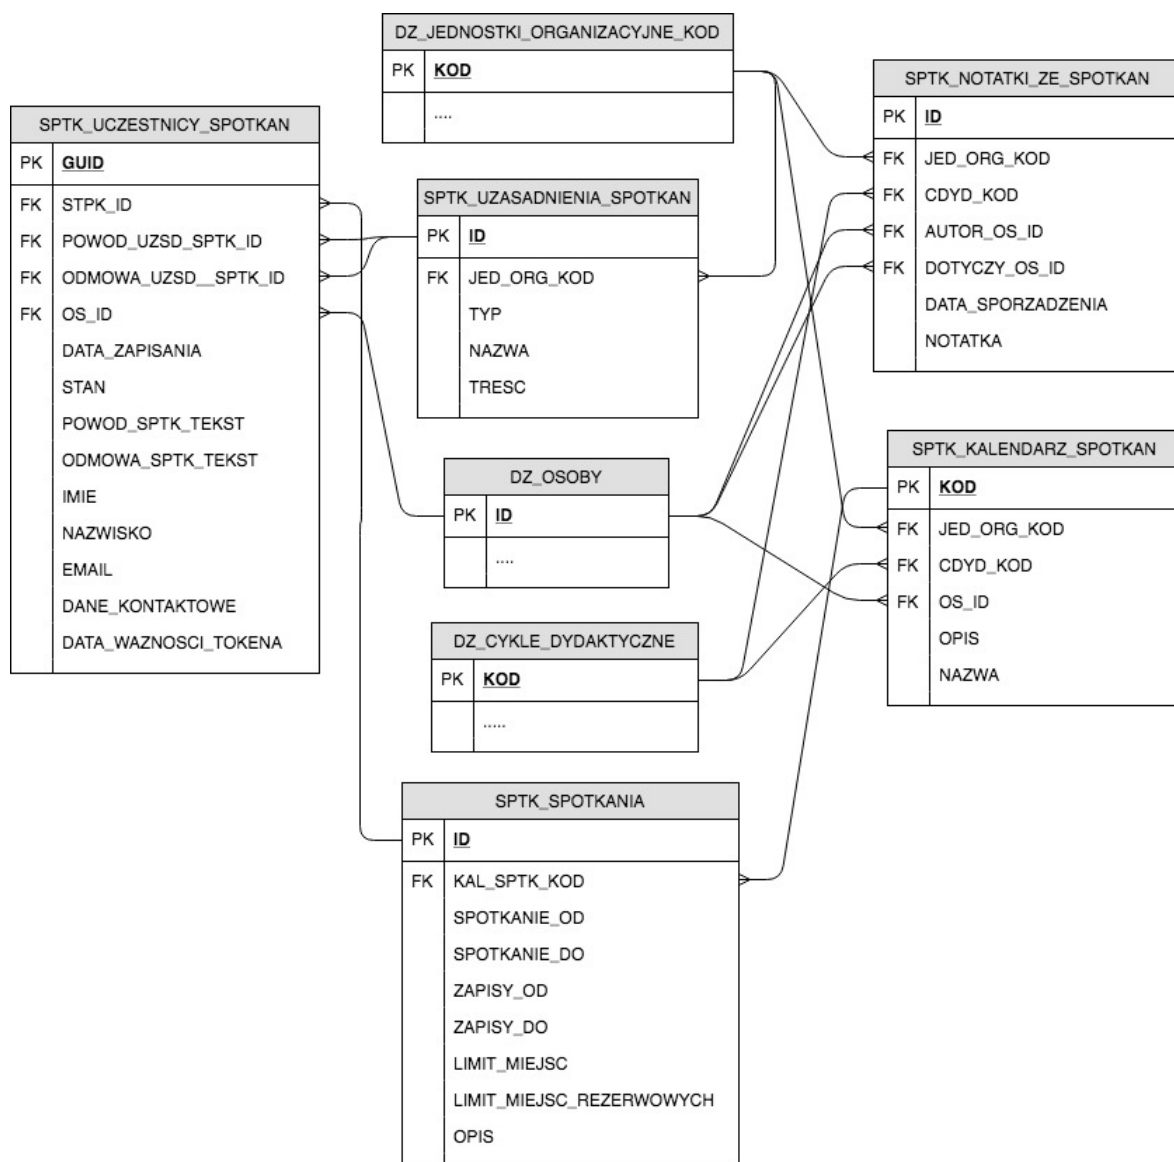 DZ_JEDNOSTKI_ORGANIZACYJNE_KOD
PK KOD
....
SPTK_UCZESTNICY_SPOTKAN
PK GUID
FK STPK_ID
FK POWOD_UZSD_SPTK_ID
FK ODMOWA_UZSD__SPTK_ID
FK OS_ID
DATA_ZAPISANIA
STAN
POWOD_SPTK_TEKST
ODMOWA_SPTK_TEKST
IMIE
NAZWISKO
EMAIL
DANE_KONTAKTOWE
DATA_WAZNOSCI_TOKENA
SPTK_UZASADNIENIA_SPOTKAN
PK ID
FK JED_ORG_KOD
TYP
NAZWA
TRESC
SPTK_NOTATKI_ZE_SPOTKAN
PK ID
FK JED_ORG_KOD
FK CDYD_KOD
FK AUTOR_OS_ID
FK DOTYCZY_OS_ID
DATA_SPORZADZENIA
NOTATKA
DZ_OSOBY
PK ID
....
SPTK_KALENDARZ_SPOTKAN
PK KOD
FK JED_ORG_KOD
FK CDYD_KOD
FK OS_ID
OPIS
NAZWA
DZ_CYKLE_DYDAKTYCZNE
PK KOD
.....
SPTK_SPOTKANIA
PK ID
FK KAL_SPTK_KOD
SPOTKANIE_OD
SPOTKANIE_DO
ZAPISY_OD
ZAPISY_DO
LIMIT_MIEJSC
LIMIT_MIEJSC_REZERWOWYCH
OPIS